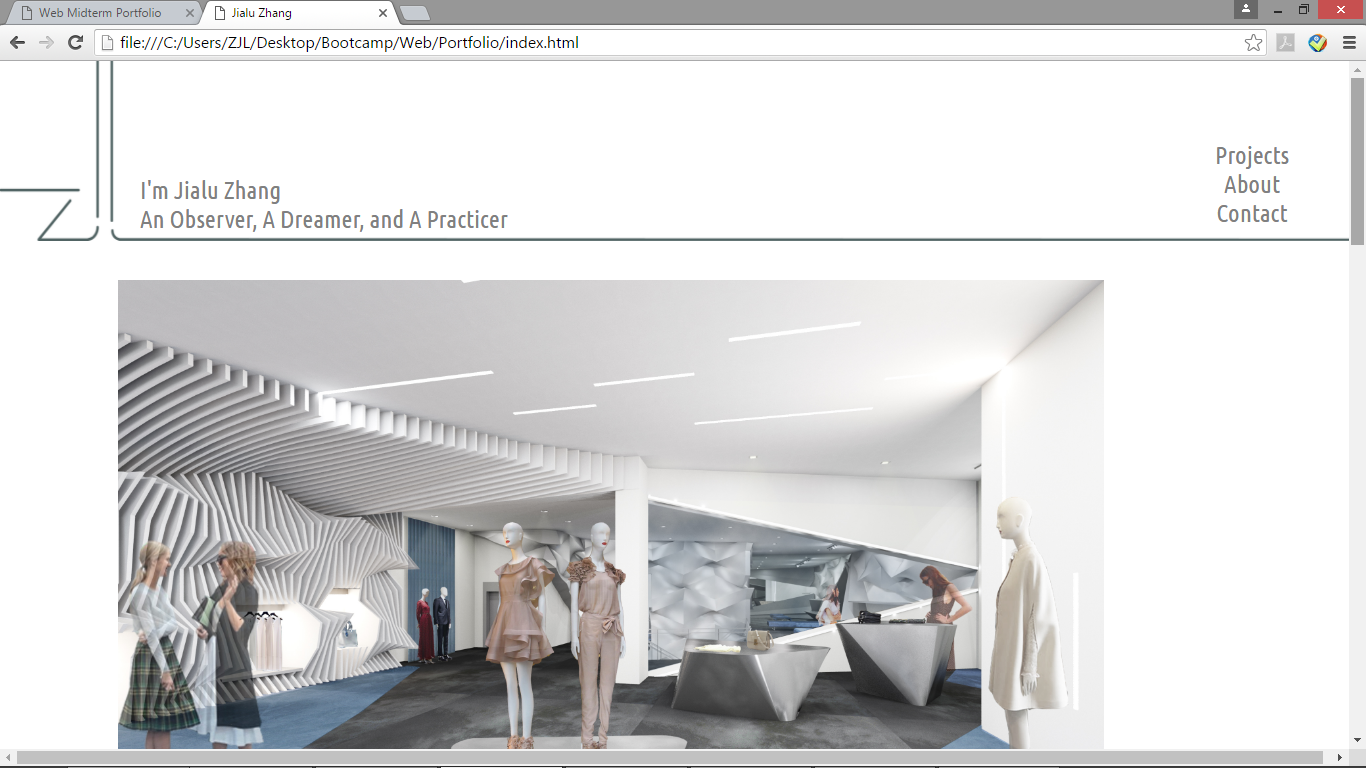 Web Midterm Portfolio
Jialu Zhang
file:///C:/Users/ZJL/Desktop/Bootcamp/Web/Portfolio/index.html
Projects
About
Contact
I'm Jialu Zhang
An Observer, A Dreamer, and A Practicer